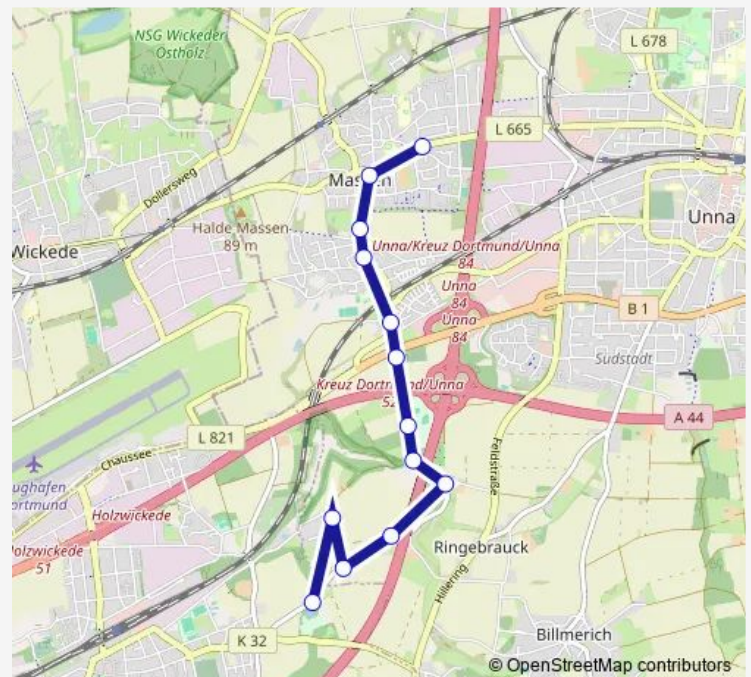 NSG Wickeder
Ostholz
L 678
L 665
Dollersweg
Massen
Halde Massen
89 m
Unna
Wickede
Unna/Kreuz Dortmund/Unna
84
Unna
84
Unna
84
B 1
Sudstadt
Kreuz Dortmund/Unna
52
A 44
L 821
Chaussee
ughafen
ortmund
Feldstraße
Holzwickede
olzwickede
51
Ringebrauck
Hillering
K 32
Billmerich
© OpenStreetMap contributors